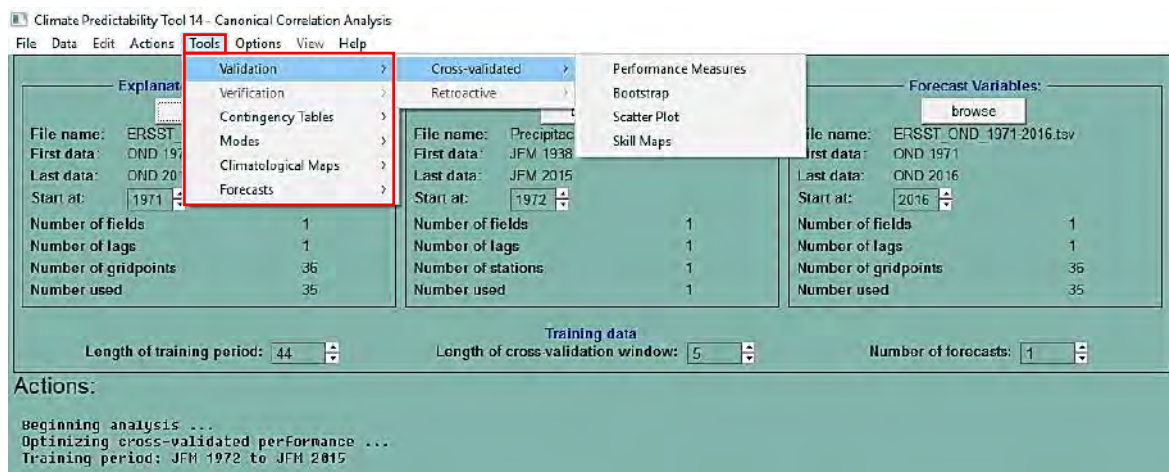 Climate Predictability Tool 14 - Canonical Correlation Analysis
File Data Edit Actions Tools Options View Help
Validation
Verification
Contingency Tables
Modes
Climatological Maps
Forecasts
Cross-validated
Retroactive
Performance Measures
Bootstrap
Scatter Plot
Skill Maps
Explanat
File name: ERSST_
First data: OND 197
Last data: OND 20
Start at: 1971
Number of fields 1
Number of lags 1
Number of gridpoints 36
Number used 35
File name: Precipitac
First data: JFM 1938
Last data: JFM 2015
Start at: 1972
Number of fields 1
Number of lags 1
Number of stations 1
Number used 1
Forecast Variables:
browse
File name: ERSST_OND_1971-2016.tsv
First data: OND 1971
Last data: OND 2016
Start at: 2016
Number of fields 1
Number of lags 1
Number of gridpoints 36
Number used 35
Training data
Length of training period: 44
Length of cross-validation window: 5
Number of forecasts: 1
Actions:
Beginning analysis ...
Optimizing cross-validated performance ...
Training period: JFM 1972 to JFM 2015